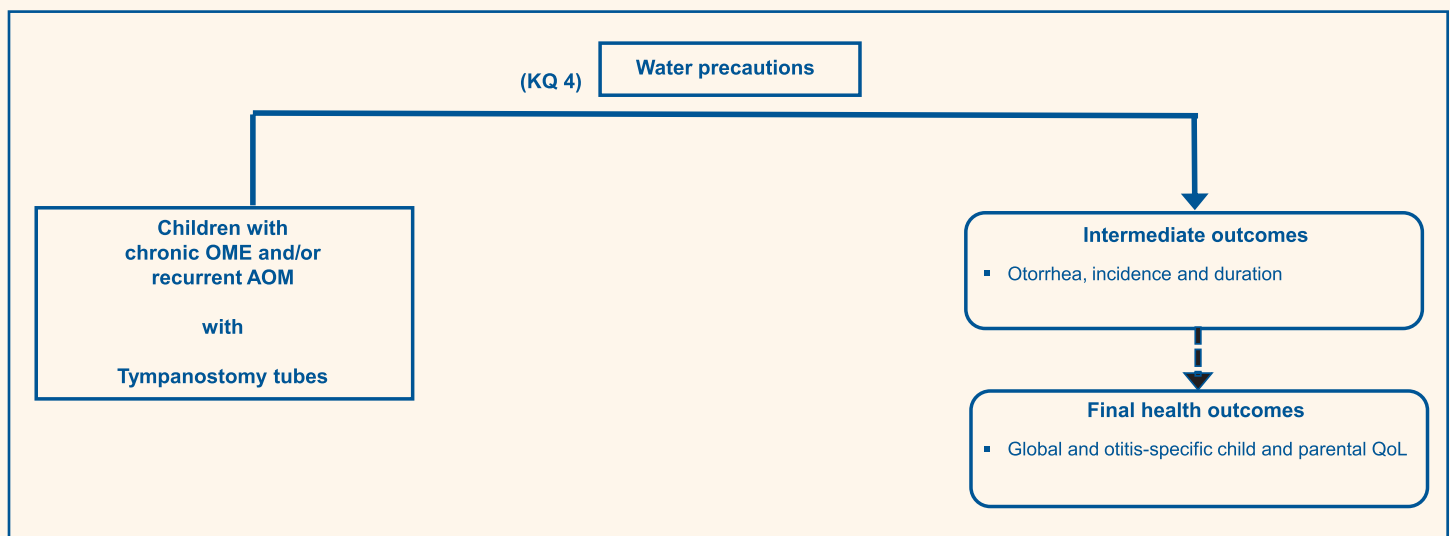 Water precautions
(KQ 4)
Children with
chronic OME and/or
recurrent AOM
with
Tympanostomy tubes
Intermediate outcomes
▪ Otorrhea, incidence and duration
Final health outcomes
▪ Global and otitis-specific child and parental QoL